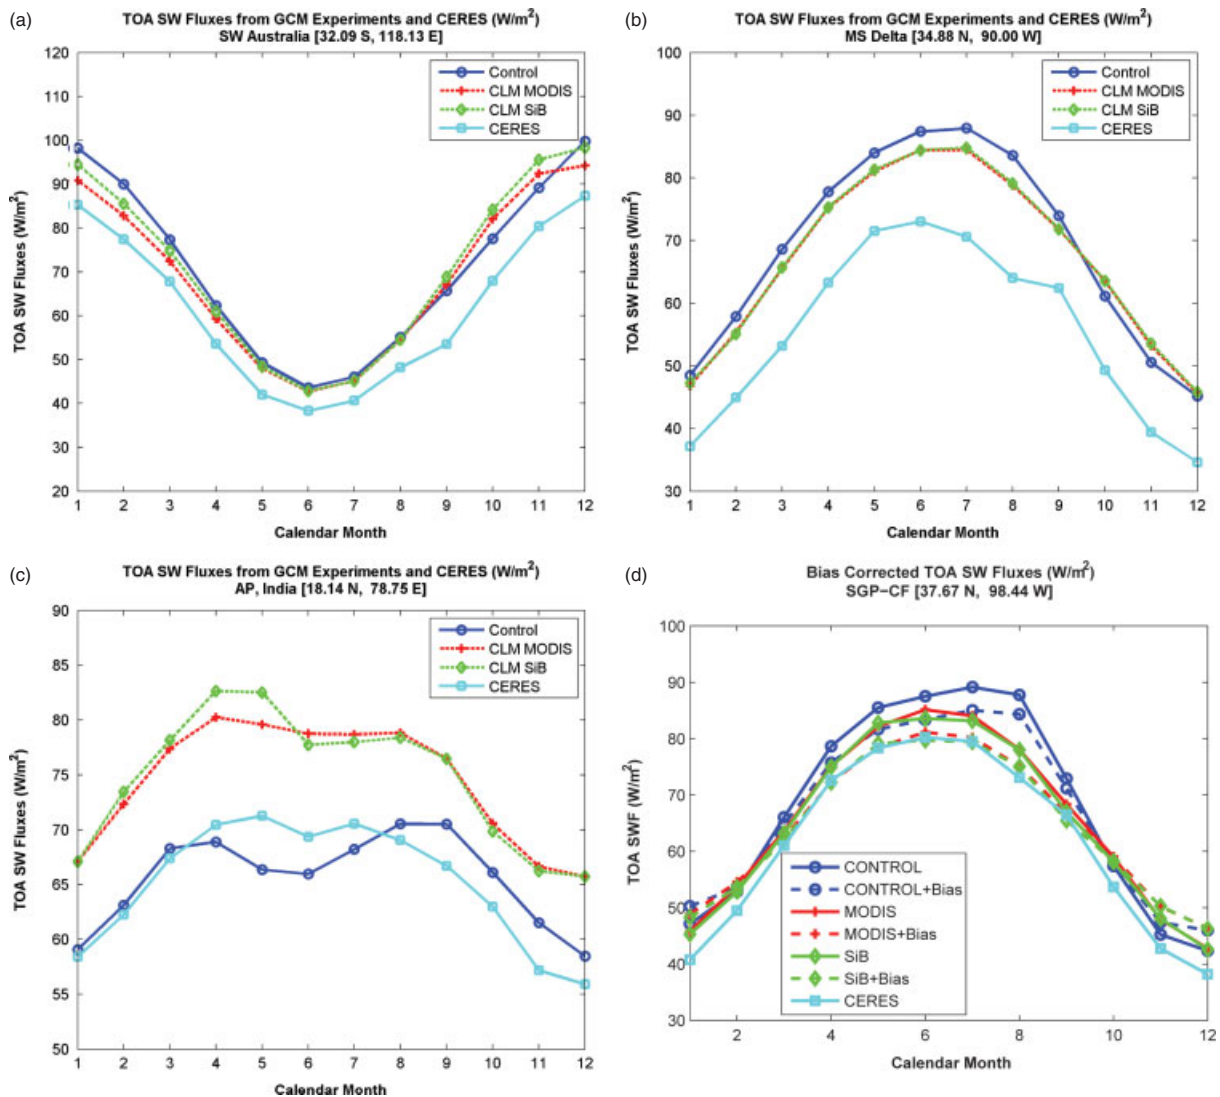 (a)
TOA SW Fluxes from GCM Experiments and CERES (W/m²)
SW Australia [32.09 S, 118.13 E]
120
110
100
90
80
70
60
50
40
30
20
TOA SW Fluxes (W/m²)
Control
CLM MODIS
CLM SiB
CERES
1 2 3 4 5 6 7 8 9 10 11 12
Calendar Month
(b)
TOA SW Fluxes from GCM Experiments and CERES (W/m²)
MS Delta [34.88 N, 90.00 W]
100
90
80
70
60
50
40
30
TOA SW Fluxes (W/m²)
Control
CLM MODIS
CLM SiB
CERES
1 2 3 4 5 6 7 8 9 10 11 12
Calendar Month
(c)
TOA SW Fluxes from GCM Experiments and CERES (W/m²)
AP, India [18.14 N, 78.75 E]
90
85
80
75
70
65
60
55
50
TOA SW Fluxes (W/m²)
Control
CLM MODIS
CLM SiB
CERES
1 2 3 4 5 6 7 8 9 10 11 12
Calendar Month
(d)
Bias Corrected TOA SW Fluxes (W/m²)
SGP-CF [37.67 N, 98.44 W]
100
90
80
70
60
50
40
30
TOA SWF (W/m²)
CONTROL
CONTROL+Bias
MODIS
MODIS+Bias
SiB
SiB+Bias
CERES
2 4 6 8 10 12
Calendar Month